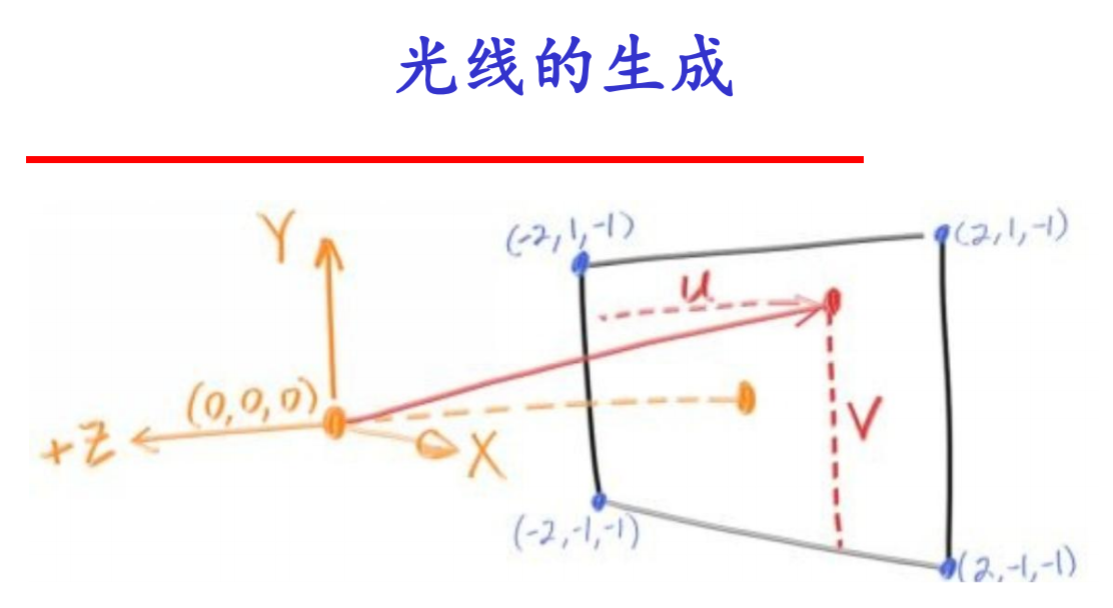 光线的生成
Y
(-2,1,-1)
(2,1,-1)
u
(0,0,0)
+Z
X
V
(-2,-1,-1)
(2,-1,-1)